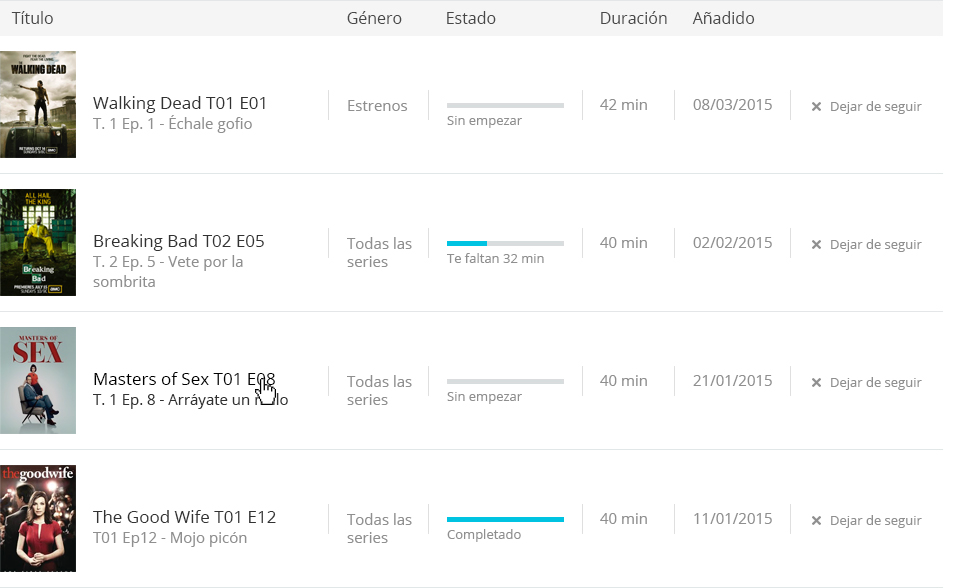 Título Género Estado Duración Añadido
THE
WALKING DEAD
Walking Dead T01 E01
T. 1 Ep. 1 - Échale gofio
Estrenos
Sin empezar
42 min
08/03/2015
× Dejar de seguir
ALL HAIL
THE KING
Breaking
Bad
Breaking Bad T02 E05
T. 2 Ep. 5 - Vete por la
sombrita
Todas las
series
Te faltan 32 min
40 min
02/02/2015
× Dejar de seguir
MASTERS OF
SEX
Masters of Sex T01 E08
T. 1 Ep. 8 - Arráyate un
Todas las
series
Sin empezar
40 min
21/01/2015
× Dejar de seguir
thegoodwife
The Good Wife T01 E12
T01 Ep12 - Mojo picón
Todas las
series
Completado
40 min
11/01/2015
× Dejar de seguir